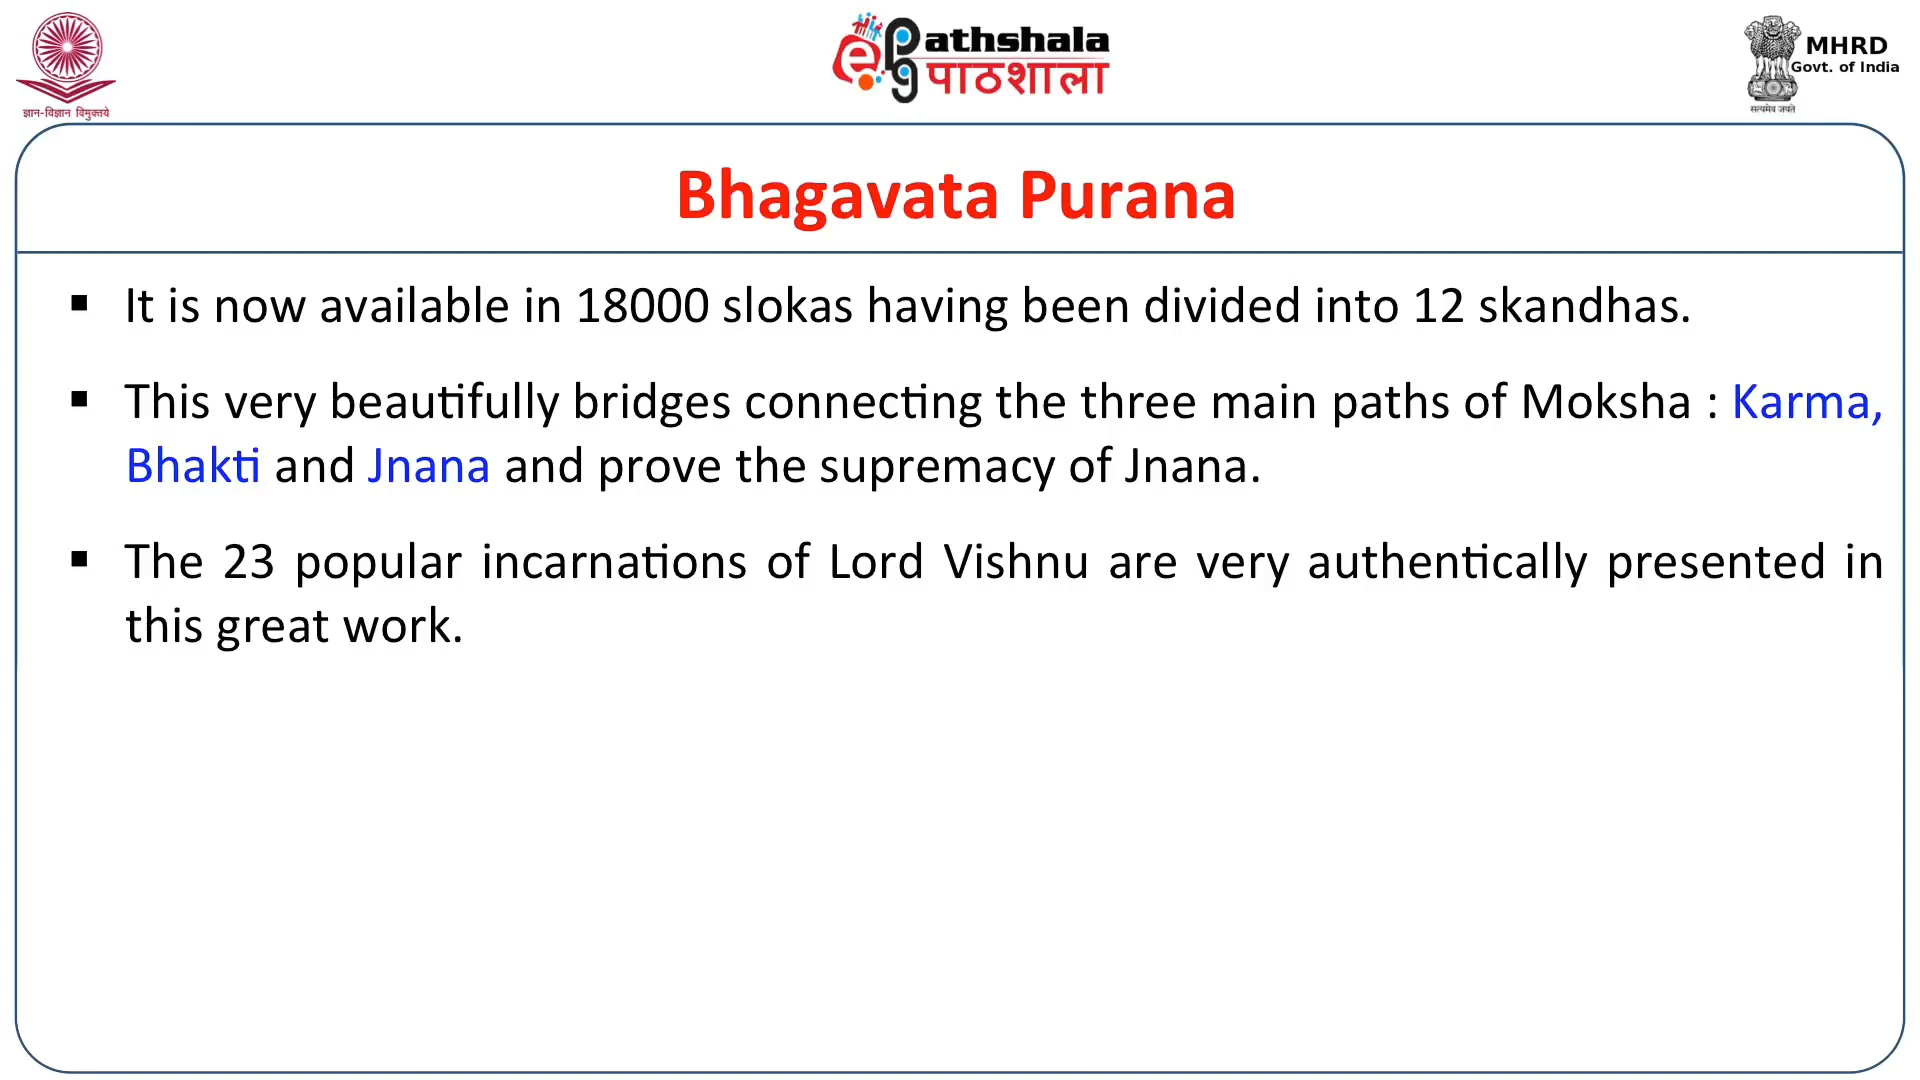 ज्ञान-विज्ञान विमुक्तये
e PG Pathshala
पाठशाला
MHRD
Govt. of India
सत्यमेव जयते
Bhagavata Purana
▪ It is now available in 18000 slokas having been divided into 12 skandhas.
▪ This very beautifully bridges connecting the three main paths of Moksha : Karma,
Bhakti and Jnana and prove the supremacy of Jnana.
▪ The 23 popular incarnations of Lord Vishnu are very authentically presented in
this great work.